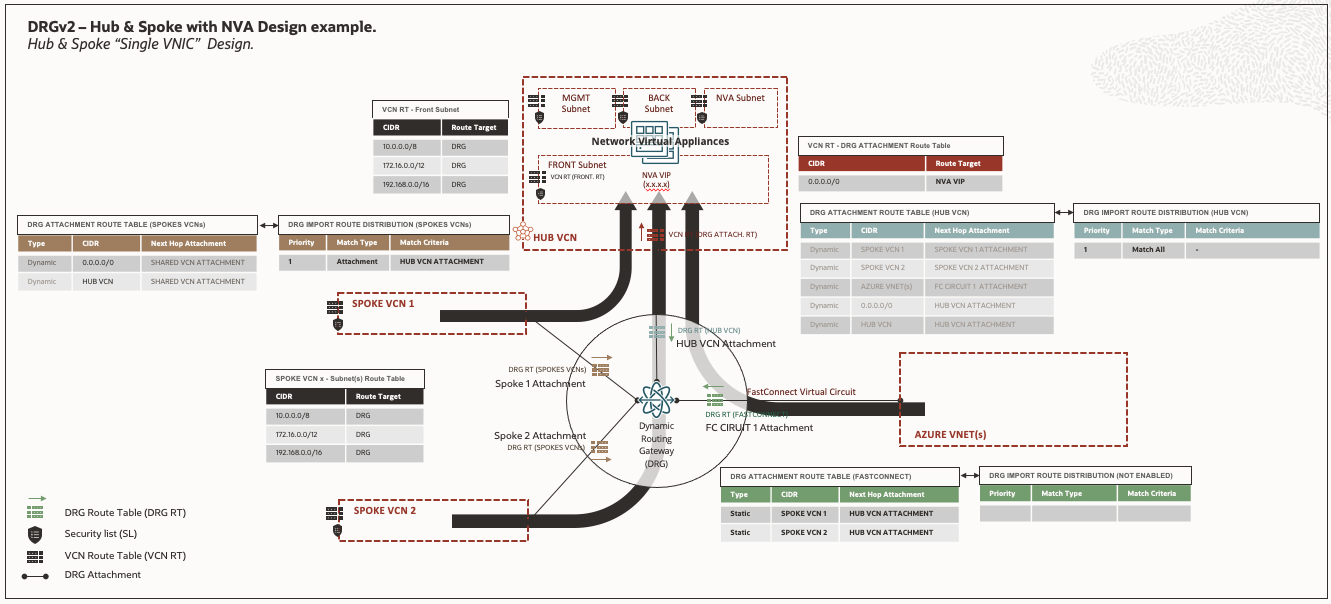 DRGv2 – Hub & Spoke with NVA Design example.
Hub & Spoke “Single VNIC” Design.
VCN RT - Front Subnet
CIDR Route Target
10.0.0.0/8 DRG
172.16.0.0/12 DRG
192.168.0.0/16 DRG
MGMT
Subnet
BACK
Subnet
NVA Subnet
Network Virtual Appliances
FRONT Subnet
VCN RT (FRONT. RT)
NVA VIP
(x.x.x.x)
HUB VCN
VCN RT (DRG ATTACH. RT)
VCN RT - DRG ATTACHMENT Route Table
CIDR Route Target
0.0.0.0/0 NVA VIP
DRG ATTACHMENT ROUTE TABLE (SPOKES VCNs)
Type CIDR Next Hop Attachment
Dynamic 0.0.0.0/0 SHARED VCN ATTACHMENT
Dynamic HUB VCN SHARED VCN ATTACHMENT
DRG IMPORT ROUTE DISTRIBUTION (SPOKES VCNs)
Priority Match Type Match Criteria
1 Attachment HUB VCN ATTACHMENT
DRG ATTACHMENT ROUTE TABLE (HUB VCN)
Type CIDR Next Hop Attachment
Dynamic SPOKE VCN 1 SPOKE VCN 1 ATTACHMENT
Dynamic SPOKE VCN 2 SPOKE VCN 2 ATTACHMENT
Dynamic AZURE VNET(s) FC CIRCUIT 1 ATTACHMENT
Dynamic 0.0.0.0/0 HUB VCN ATTACHMENT
Dynamic HUB VCN HUB VCN ATTACHMENT
DRG IMPORT ROUTE DISTRIBUTION (HUB VCN)
Priority Match Type Match Criteria
1 Match All -
SPOKE VCN 1
DRG RT (HUB VCN)
HUB VCN Attachment
DRG RT (SPOKES VCNs)
Spoke 1 Attachment
SPOKE VCN x - Subnet(s) Route Table
CIDR Route Target
10.0.0.0/8 DRG
172.16.0.0/12 DRG
192.168.0.0/16 DRG
FastConnect Virtual Circuit
DRG RT (FASTCONNECT)
FC CIRUIT 1 Attachment
Spoke 2 Attachment
DRG RT (SPOKES VCNs)
Dynamic
Routing
Gateway
(DRG)
AZURE VNET(s)
DRG ATTACHMENT ROUTE TABLE (FASTCONNECT)
Type CIDR Next Hop Attachment
Static SPOKE VCN 1 HUB VCN ATTACHMENT
Static SPOKE VCN 2 HUB VCN ATTACHMENT
DRG IMPORT ROUTE DISTRIBUTION (NOT ENABLED)
Priority Match Type Match Criteria
SPOKE VCN 2
DRG Route Table (DRG RT)
Security list (SL)
VCN Route Table (VCN RT)
DRG Attachment